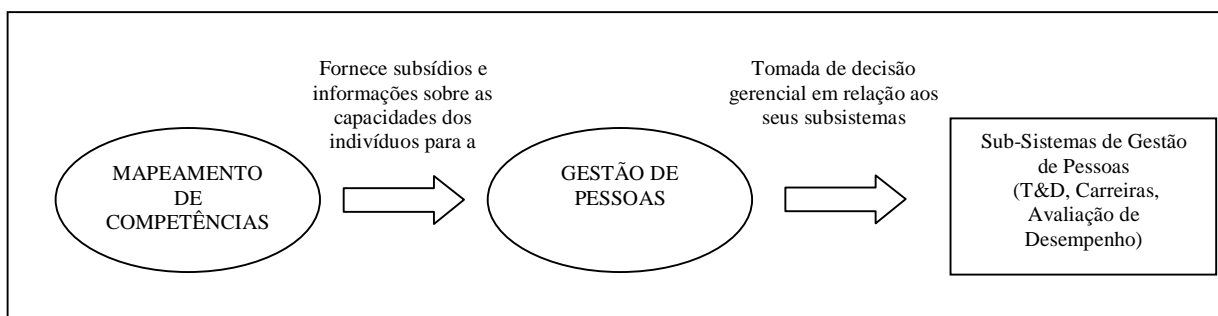 Fornece subsídios e
informações sobre as
capacidades dos
indivíduos para a
Tomada de decisão
gerencial em relação aos
seus subsistemas
MAPEAMENTO
DE
COMPETÊNCIAS
GESTÃO DE
PESSOAS
Sub-Sistemas de Gestão
de Pessoas
(T&D, Carreiras,
Avaliação de
Desempenho)